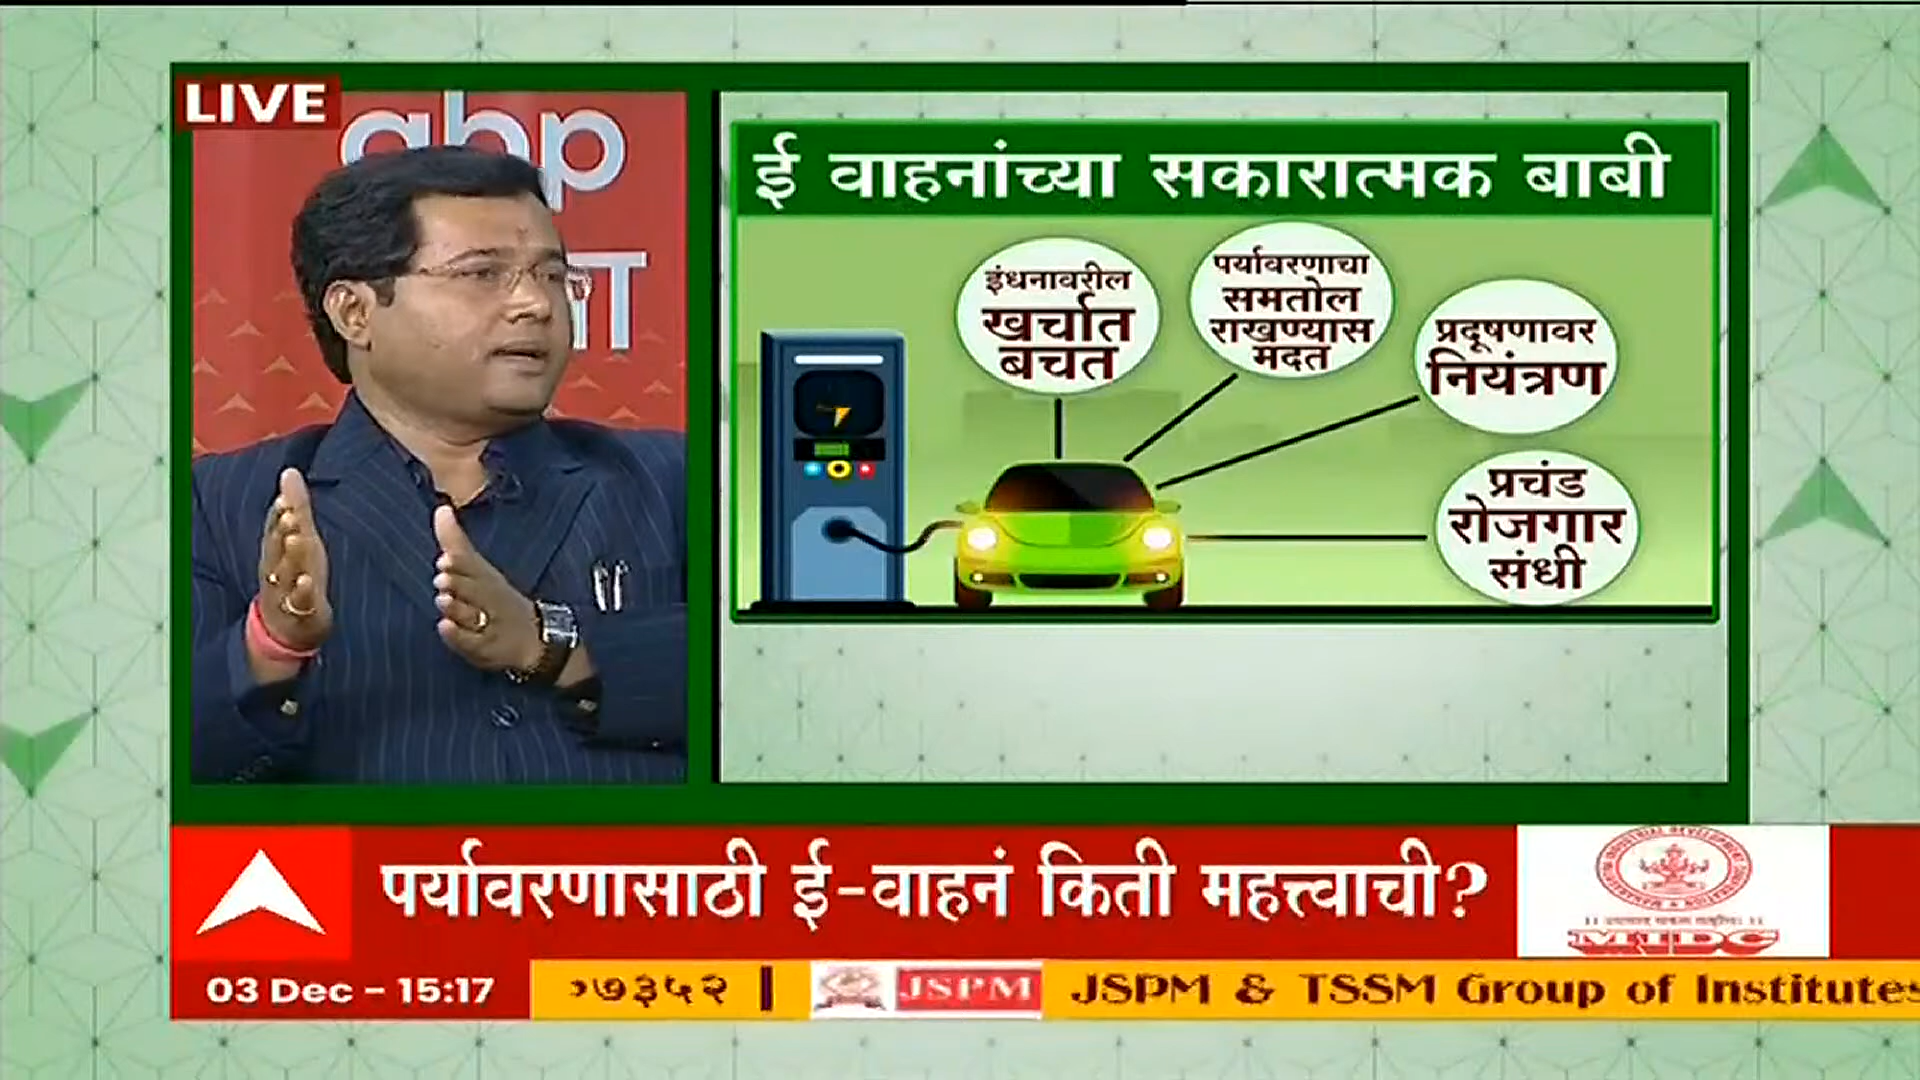 LIVE
abp
ई वाहनांच्या सकारात्मक बाबी
इंधनावरील
खर्चात
बचत
पर्यावरणाचा
समतोल
राखण्यास
मदत
प्रदूषणावर
नियंत्रण
प्रचंड
रोजगार
संधी
पर्यावरणासाठी ई-वाहनं किती महत्त्वाची?
MIDC
03 Dec - 15:17
७३५२ | JSPM JSPM & TSSM Group of Institutes